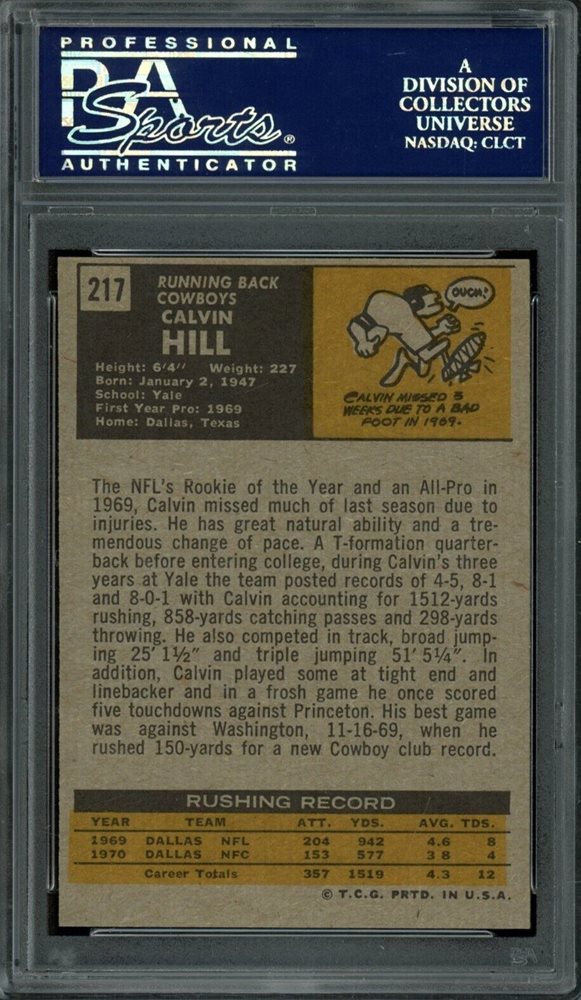 PROFESSIONAL
PSA
Sports®
AUTHENTICATOR
A
DIVISION OF
COLLECTORS
UNIVERSE
NASDAQ: CLCT
217
RUNNING BACK
COWBOYS
CALVIN
HILL
Height: 6'4" Weight: 227
Born: January 2, 1947
School: Yale
First Year Pro: 1969
Home: Dallas, Texas
OUCH!
CALVIN MISSED 3
WEEKS DUE TO A BAD
FOOT IN 1969.
The NFL's Rookie of the Year and an All-Pro in
1969, Calvin missed much of last season due to
injuries. He has great natural ability and a tre-
mendous change of pace. A T-formation quarter-
back before entering college, during Calvin's three
years at Yale the team posted records of 4-5, 8-1
and 8-0-1 with Calvin accounting for 1512-yards
rushing, 858-yards catching passes and 298-yards
throwing. He also competed in track, broad jump-
ing 25' 1½" and triple jumping 51' 5¼". In
addition, Calvin played some at tight end and
linebacker and in a frosh game he once scored
five touchdowns against Princeton. His best game
was against Washington, 11-16-69, when he
rushed 150-yards for a new Cowboy club record.
RUSHING RECORD
YEAR TEAM ATT. YDS. AVG. TDS.
1969 DALLAS NFL 204 942 4.6 8
1970 DALLAS NFC 153 577 3 8 4
Career Totals 357 1519 4.3 12
© T.C.G. PRTD. IN U.S.A.